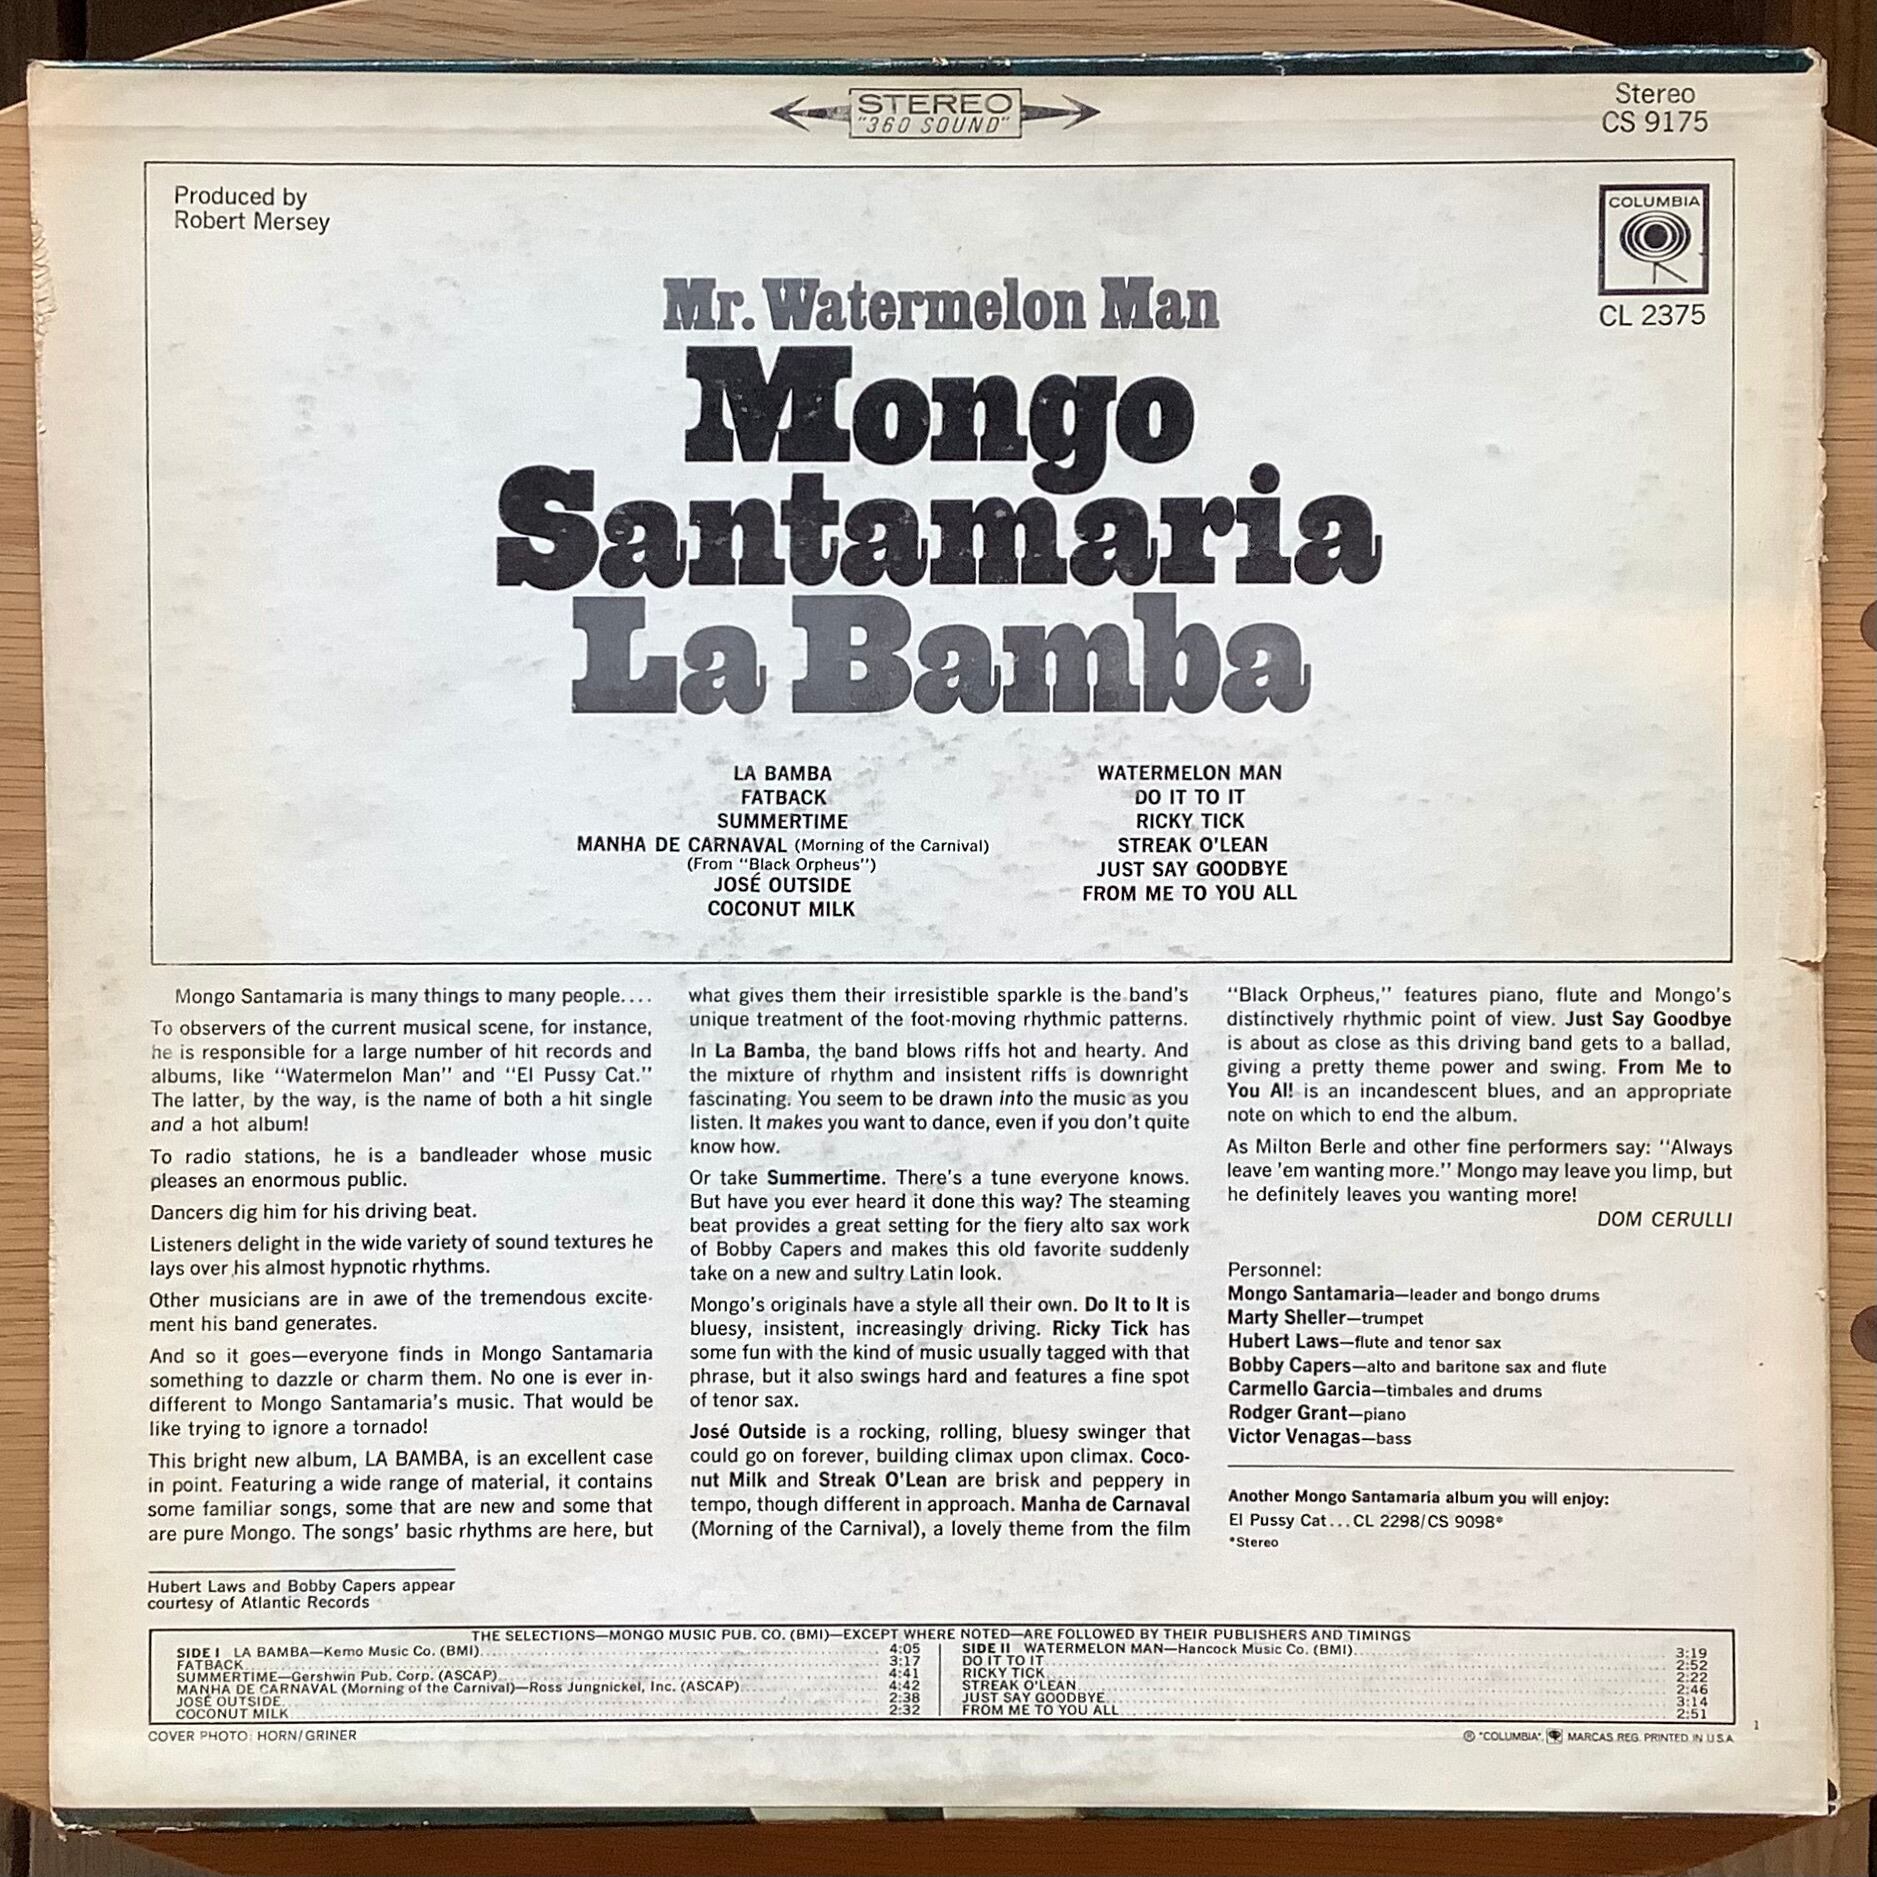 STEREO
"360 SOUND"
Stereo
CS 9175
Produced by
Robert Mersey
COLUMBIA
CL 2375
Mr. Watermelon Man
Mongo
Santamaria
La Bamba
LA BAMBA
FATBACK
SUMMERTIME
MANHA DE CARNAVAL (Morning of the Carnival)
(From "Black Orpheus")
JOSÉ OUTSIDE
COCONUT MILK
WATERMELON MAN
DO IT TO IT
RICKY TICK
STREAK O'LEAN
JUST SAY GOODBYE
FROM ME TO YOU ALL
Mongo Santamaria is many things to many people....
To observers of the current musical scene, for instance,
he is responsible for a large number of hit records and
albums, like "Watermelon Man" and "El Pussy Cat."
The latter, by the way, is the name of both a hit single
and a hot album!
To radio stations, he is a bandleader whose music
pleases an enormous public.
Dancers dig him for his driving beat.
Listeners delight in the wide variety of sound textures he
lays over his almost hypnotic rhythms.
Other musicians are in awe of the tremendous excite-
ment his band generates.
And so it goes—everyone finds in Mongo Santamaria
something to dazzle or charm them. No one is ever in-
different to Mongo Santamaria's music. That would be
like trying to ignore a tornado!
This bright new album, LA BAMBA, is an excellent case
in point. Featuring a wide range of material, it contains
some familiar songs, some that are new and some that
are pure Mongo. The songs' basic rhythms are here, but
what gives them their irresistible sparkle is the band's
unique treatment of the foot-moving rhythmic patterns.
In La Bamba, the band blows riffs hot and hearty. And
the mixture of rhythm and insistent riffs is downright
fascinating. You seem to be drawn into the music as you
listen. It makes you want to dance, even if you don't quite
know how.
Or take Summertime. There's a tune everyone knows.
But have you ever heard it done this way? The steaming
beat provides a great setting for the fiery alto sax work
of Bobby Capers and makes this old favorite suddenly
take on a new and sultry Latin look.
Mongo's originals have a style all their own. Do It to It is
bluesy, insistent, increasingly driving. Ricky Tick has
some fun with the kind of music usually tagged with that
phrase, but it also swings hard and features a fine spot
of tenor sax.
José Outside is a rocking, rolling, bluesy swinger that
could go on forever, building climax upon climax. Coco-
nut Milk and Streak O'Lean are brisk and peppery in
tempo, though different in approach. Manha de Carnaval
(Morning of the Carnival), a lovely theme from the film
"Black Orpheus," features piano, flute and Mongo's
distinctively rhythmic point of view. Just Say Goodbye
is about as close as this driving band gets to a ballad,
giving a pretty theme power and swing. From Me to
You All is an incandescent blues, and an appropriate
note on which to end the album.
As Milton Berle and other fine performers say: "Always
leave 'em wanting more." Mongo may leave you limp, but
he definitely leaves you wanting more!
DOM CERULLI
Personnel:
Mongo Santamaria—leader and bongo drums
Marty Sheller—trumpet
Hubert Laws—flute and tenor sax
Bobby Capers—alto and baritone sax and flute
Carmello Garcia—timbales and drums
Rodger Grant—piano
Victor Venagas—bass
Another Mongo Santamaria album you will enjoy:
El Pussy Cat...CL 2298/CS 9098*
*Stereo
Hubert Laws and Bobby Capers appear
courtesy of Atlantic Records
THE SELECTIONS—MONGO MUSIC PUB. CO. (BMI)—EXCEPT WHERE NOTED—ARE FOLLOWED BY THEIR PUBLISHERS AND TIMINGS
SIDE I LA BAMBA—Kemo Music Co. (BMI) 4:05
FATBACK 3:17
SUMMERTIME—Gershwin Pub. Corp. (ASCAP) 4:41
MANHA DE CARNAVAL (Morning of the Carnival)—Ross Jungnickel, Inc. (ASCAP) 4:42
JOSÉ OUTSIDE 2:38
COCONUT MILK 2:32
SIDE II WATERMELON MAN—Hancock Music Co. (BMI) 3:19
DO IT TO IT 2:52
RICKY TICK 2:22
STREAK O'LEAN 2:46
JUST SAY GOODBYE 3:14
FROM ME TO YOU ALL 2:51
COVER PHOTO: HORN/GRINER
® "COLUMBIA", MARCAS REG. PRINTED IN U.S.A.
1